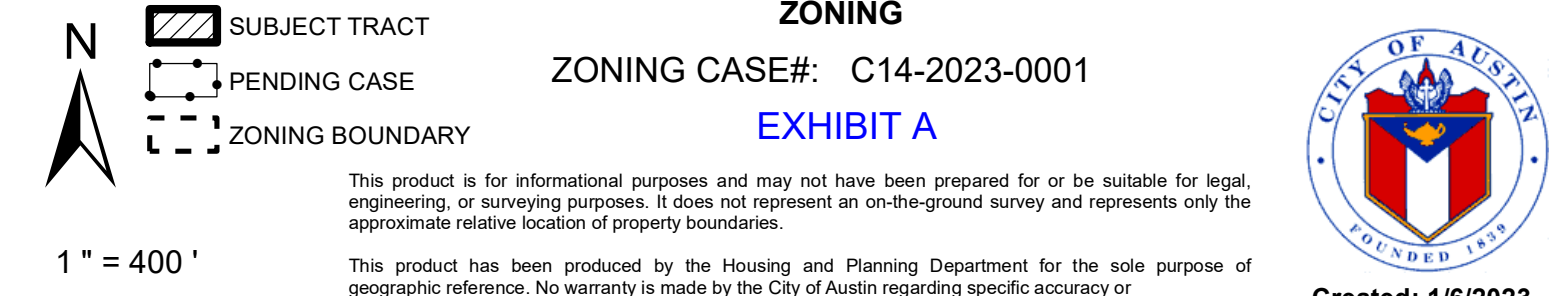 ZONING
N
SUBJECT TRACT
PENDING CASE
ZONING BOUNDARY
1 " = 400 '
ZONING CASE#: C14-2023-0001
EXHIBIT A
This product is for informational purposes and may not have been prepared for or be suitable for legal,
engineering, or surveying purposes. It does not represent an on-the-ground survey and represents only the
approximate relative location of property boundaries.
This product has been produced by the Housing and Planning Department for the sole purpose of
geographic reference. No warranty is made by the City of Austin regarding specific accuracy or
CITY OF AUSTIN
FOUNDED 1839
Created: 1/6/2023